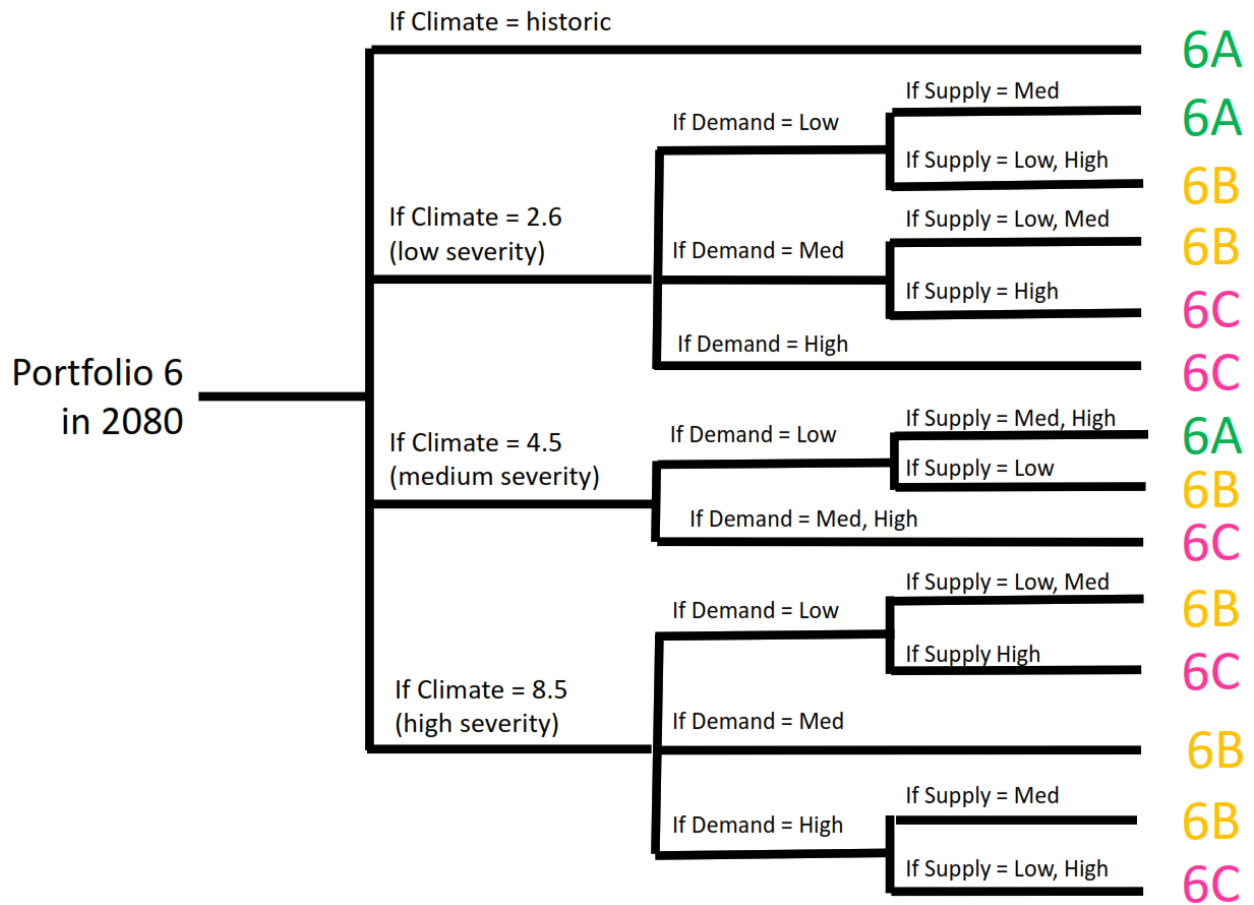 If Climate = historic
6A
If Supply = Med
6A
If Demand = Low
If Supply = Low, High
6B
If Climate = 2.6
(low severity)
If Supply = Low, Med
6B
If Demand = Med
If Supply = High
6C
If Demand = High
6C
Portfolio 6
in 2080
If Climate = 4.5
(medium severity)
If Demand = Low
If Supply = Med, High
6A
If Supply = Low
6B
If Demand = Med, High
6C
If Supply = Low, Med
6B
If Demand = Low
If Supply High
6C
If Climate = 8.5
(high severity)
If Demand = Med
6B
If Supply = Med
6B
If Demand = High
If Supply = Low, High
6C